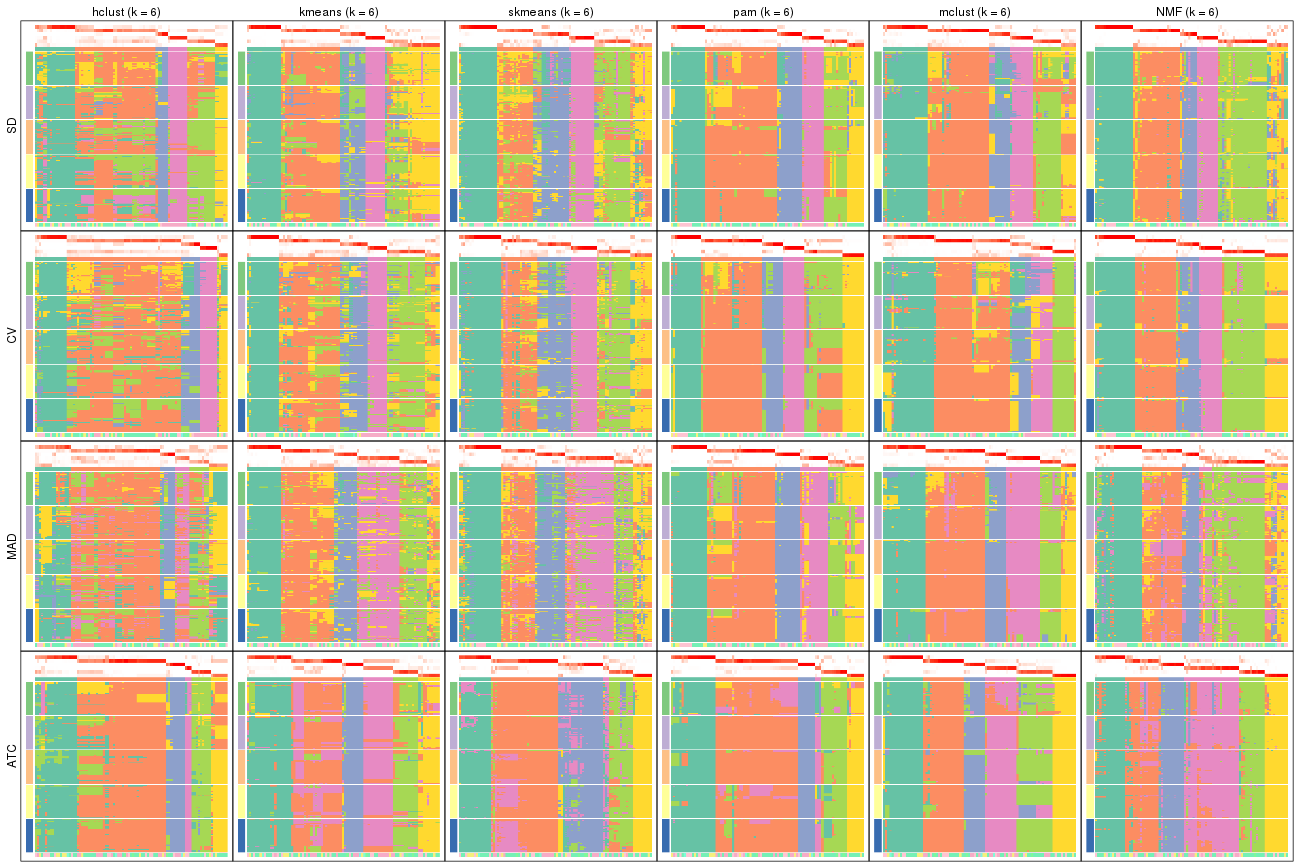 hclust (k = 6) kmeans (k = 6) skmeans (k = 6) pam (k = 6) mclust (k = 6) NMF (k = 6)
SD
CV
MAD
ATC